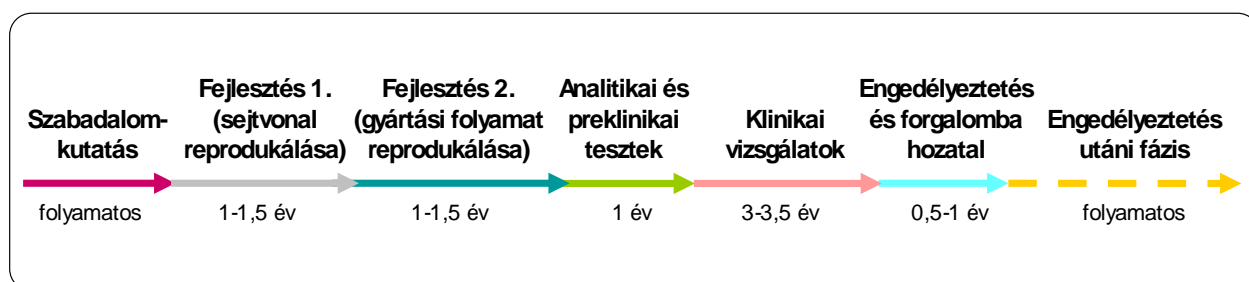 Szabadalom-
kutatás
Fejlesztés 1.
(sejtvonal
reprodukálása)
Fejlesztés 2.
(gyártási folyamat
reprodukálása)
Analitikai és
preklinikai
tesztek
Klinikai
vizsgálatok
Engedélyeztetés
és forgalomba
hozatal
Engedélyeztetés
utáni fázis
folyamatos
1-1,5 év
1-1,5 év
1 év
3-3,5 év
0,5-1 év
folyamatos